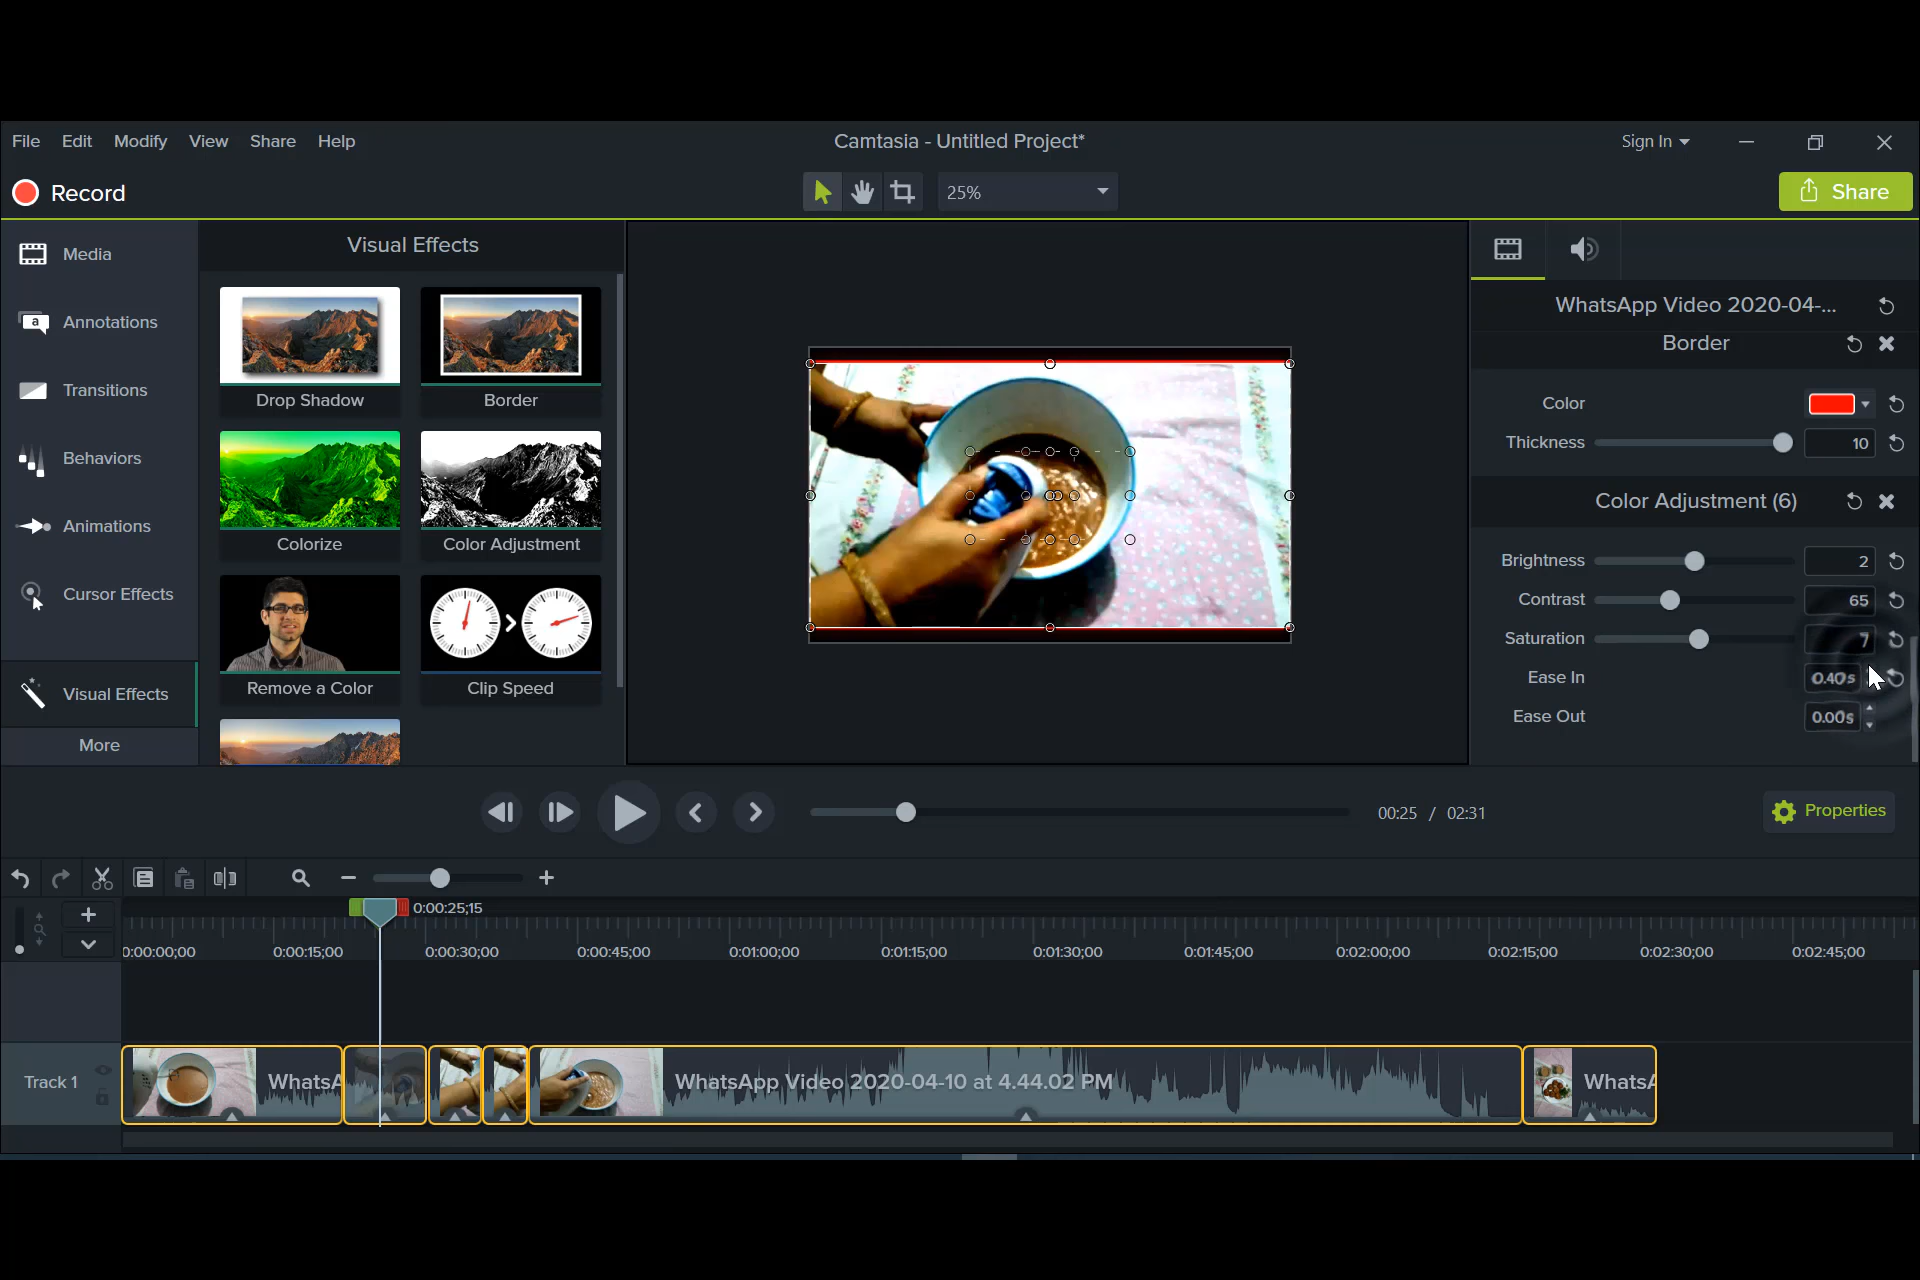 File Edit Modify View Share Help
Camtasia - Untitled Project*
Sign In
Record
25%
Share
Media
Annotations
Transitions
Behaviors
Animations
Cursor Effects
Visual Effects
More
Visual Effects
Drop Shadow
Border
Colorize
Color Adjustment
Remove a Color
Clip Speed
WhatsApp Video 2020-04-...
Border
Color
Thickness 10
Color Adjustment (6)
Brightness 2
Contrast 65
Saturation 7
Ease In 0.40s
Ease Out 0.00s
00:25 / 02:31
Properties
0:00:25;15
0:00:00;00 0:00:15;00 0:00:30;00 0:00:45;00 0:01:00;00 0:01:15;00 0:01:30;00 0:01:45;00 0:02:00;00 0:02:15;00 0:02:30;00 0:02:45;00
Track 1
WhatsA
WhatsApp Video 2020-04-10 at 4.44.02 PM
WhatsA